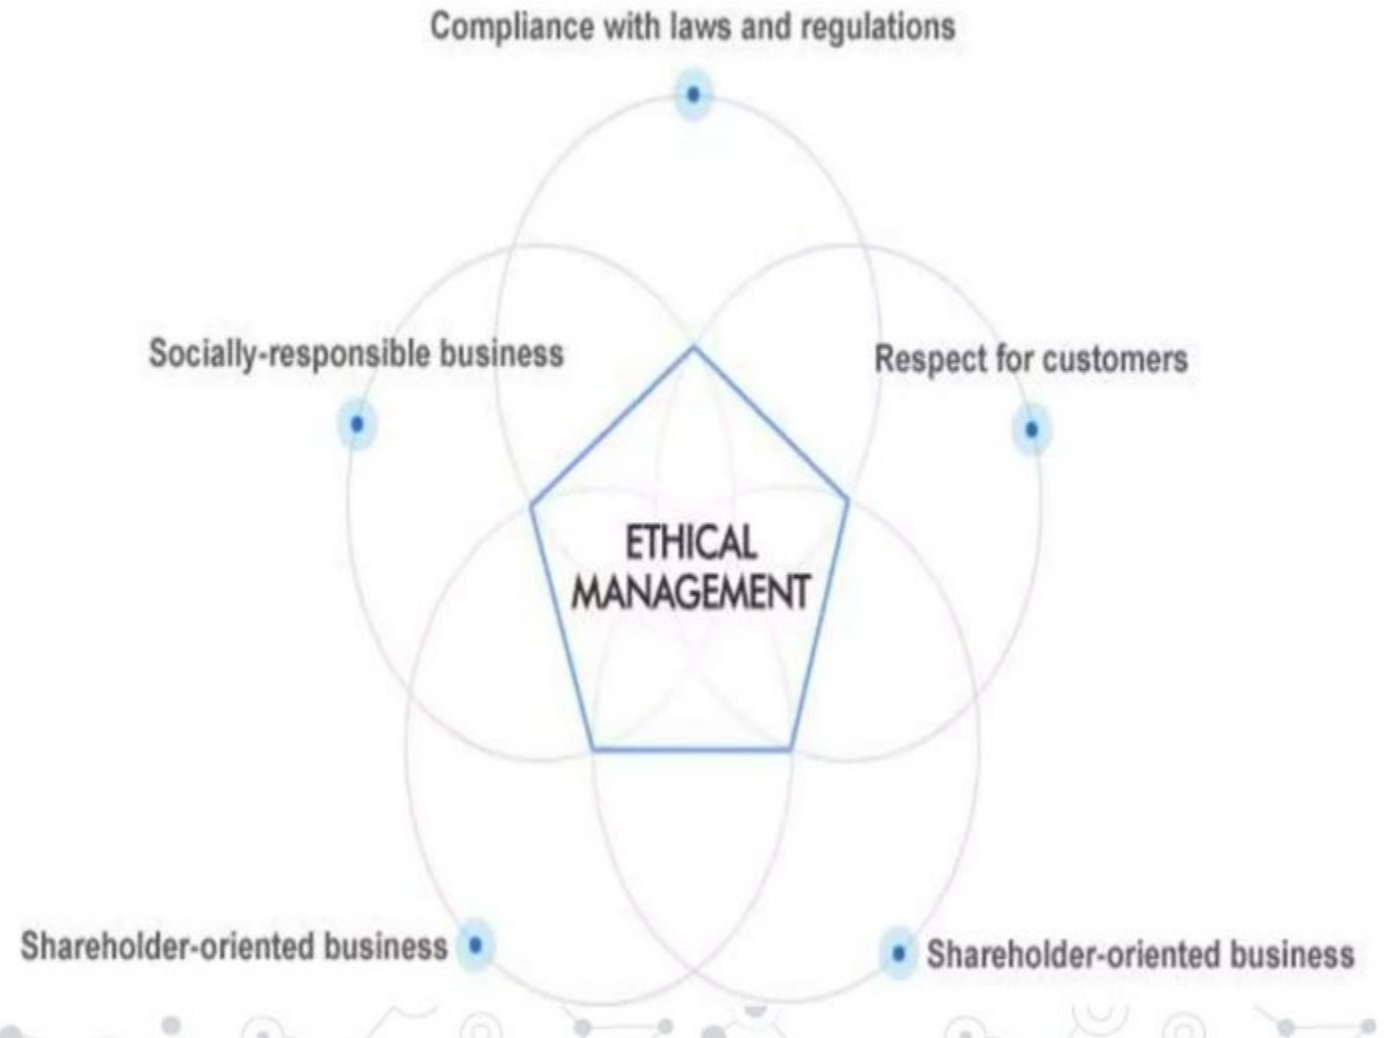 Compliance with laws and regulations
Socially-responsible business
Respect for customers
ETHICAL
MANAGEMENT
Shareholder-oriented business
Shareholder-oriented business